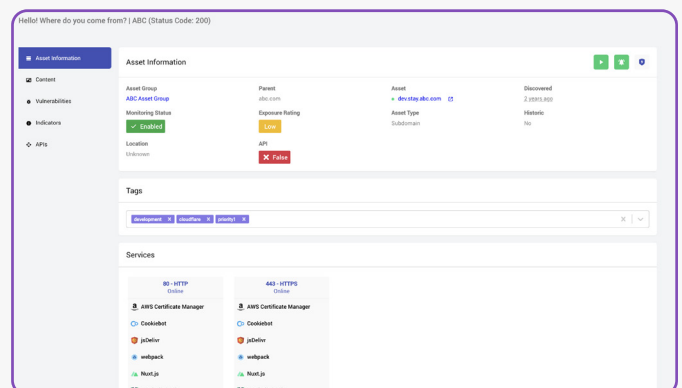 Hello! Where do you come from? | ABC (Status Code: 200)
Asset Information
Content
Vulnerabilities
Indicators
APIs
Asset Information
Asset Group Parent Asset Discovered
ABC Asset Group abc.com dev.stay.abc.com 2 years ago
Monitoring Status Exposure Rating Asset Type Historic
Enabled Low Subdomain No
Location API
Unknown False
Tags
development × cloudflare × priority1 ×
Services
80 - HTTP 443 - HTTPS
Online Online
AWS Certificate Manager AWS Certificate Manager
Cookiebot Cookiebot
jsDelivr jsDelivr
webpack webpack
Nuxt.js Nuxt.js